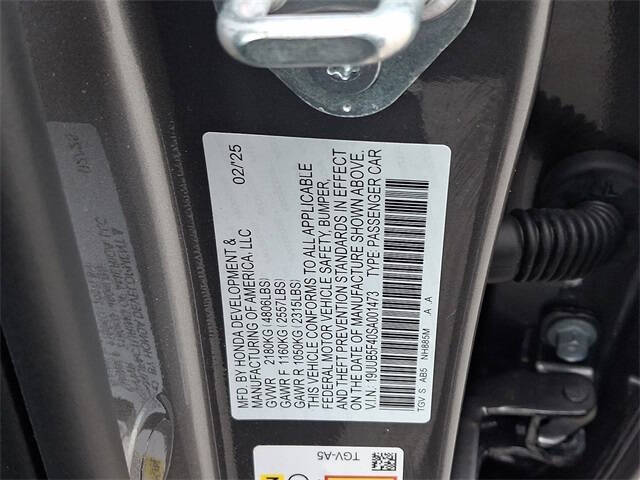 MFD BY HONDA DEVELOPMENT & 02/'25
MANUFACTURING OF AMERICA, LLC
GVWR 2180KG(4806LBS)
GAWR F 1160KG(2557LBS)
GAWR R 1050KG(2315LBS)
THIS VEHICLE CONFORMS TO ALL APPLICABLE
FEDERAL MOTOR VEHICLE SAFETY, BUMPER,
AND THEFT PREVENTION STANDARDS IN EFFECT
ON THE DATE OF MANUFACTURE SHOWN ABOVE.
V.I.N.: 19UUB5F40SA001473 TYPE:PASSENGER CAR
TGV S AB5 NH885M A A
TGV-A5